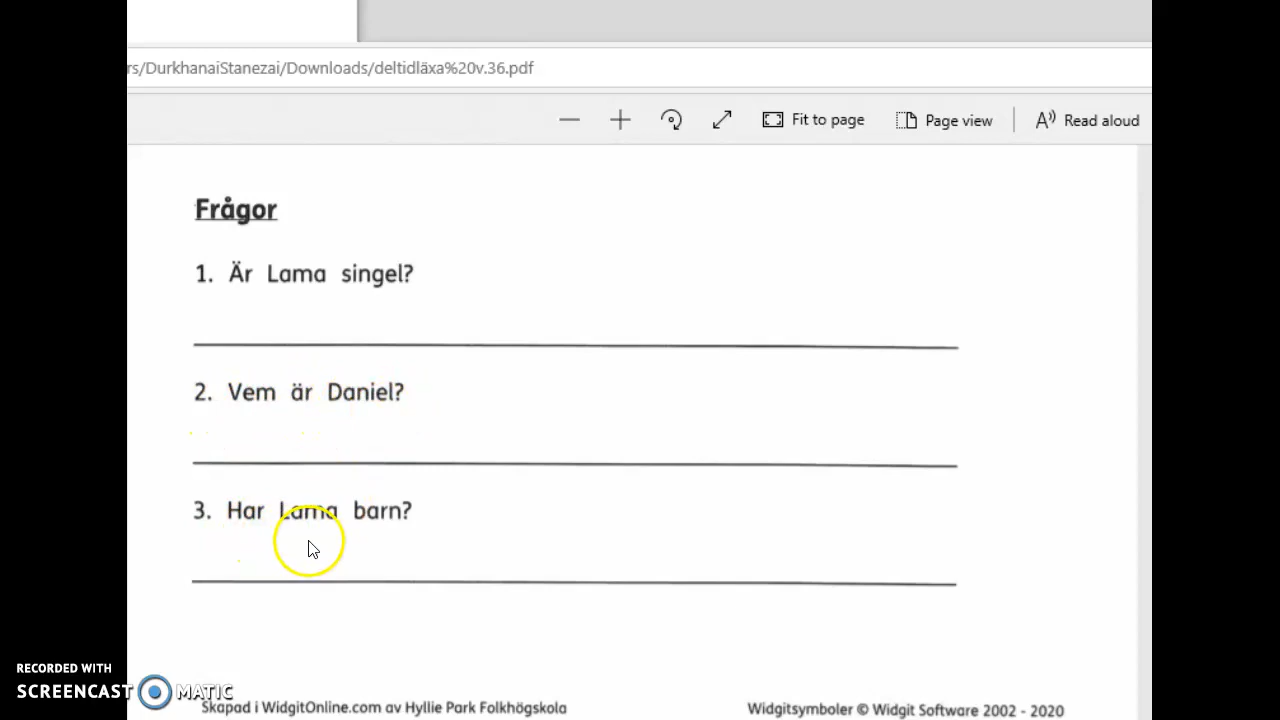 rs/DurkhanaiStanezai/Downloads/deltidläxa%20v.36.pdf
Fit to page Page view Read aloud
Frågor
1. Är Lama singel?
2. Vem är Daniel?
3. Har Lama barn?
RECORDED WITH
SCREENCAST MATIC
Skapad i WidgitOnline.com av Hyllie Park Folkhögskola Widgitsymboler © Widgit Software 2002 - 2020